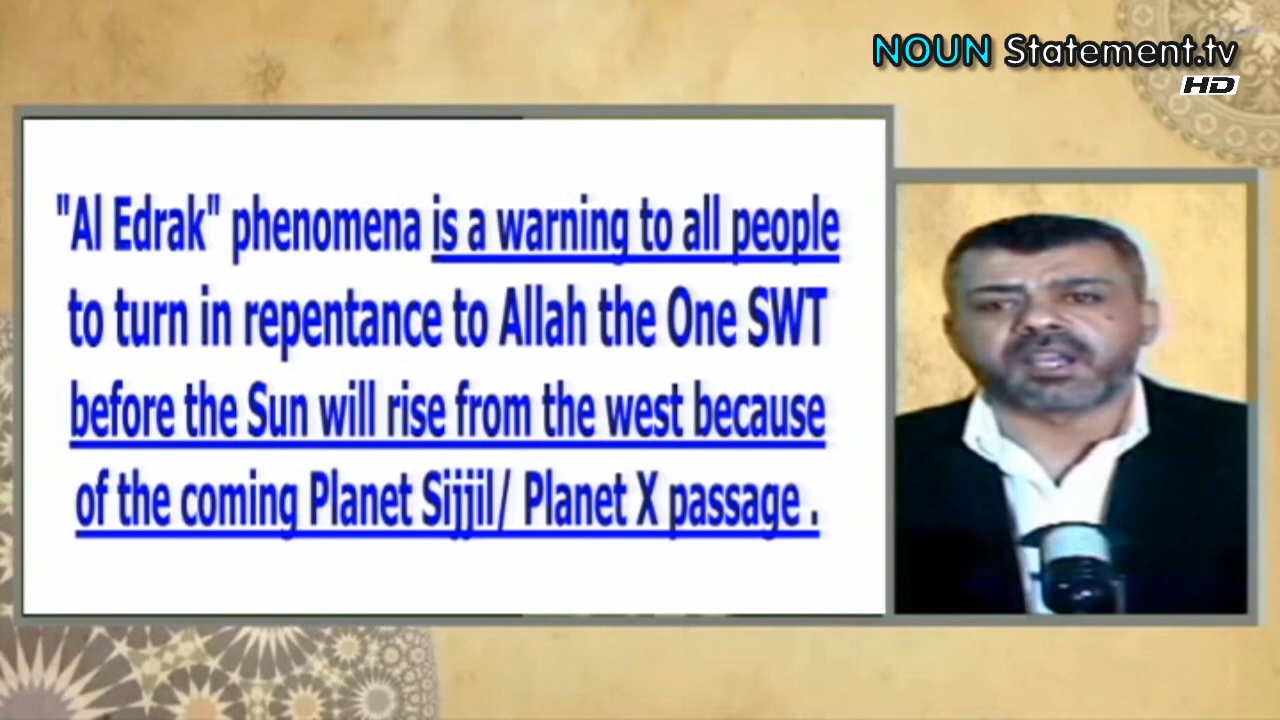 NOUN Statement.tv
HD
"Al Edrak" phenomena is a warning to all people
to turn in repentance to Allah the One SWT
before the Sun will rise from the west because
of the coming Planet Sijjil/ Planet X passage .